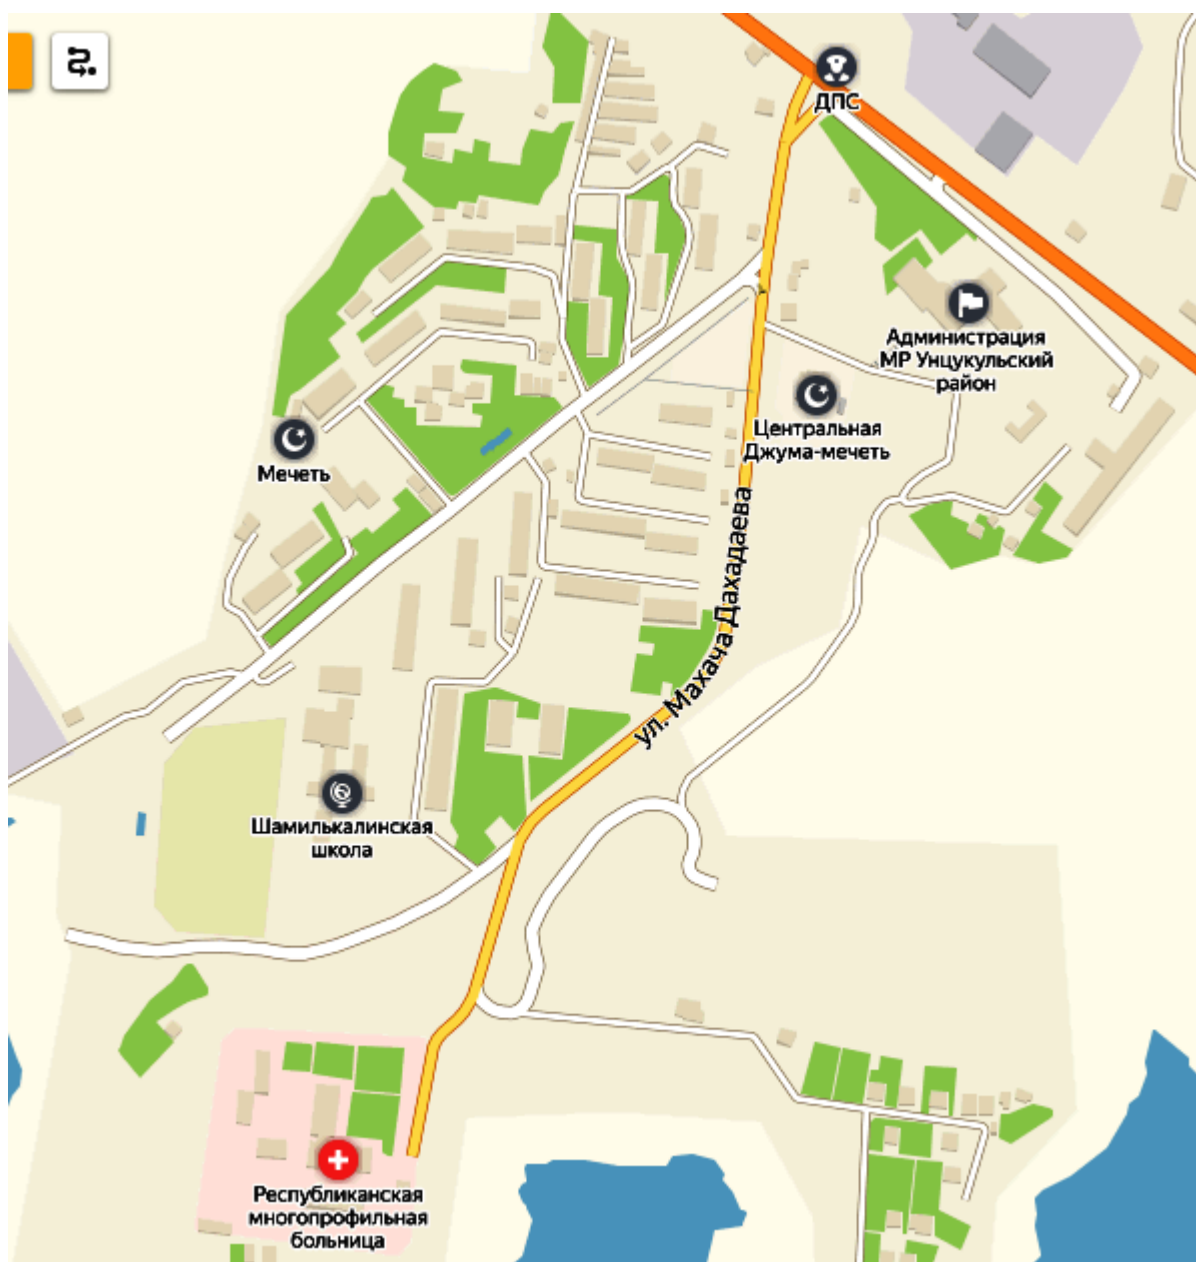 ДПС
Администрация
МР Унцукульский
район
Центральная
Джума-мечеть
Мечеть
ул. Махача Дахадаева
Шамилькалинская
школа
Республиканская
многопрофильная
больница